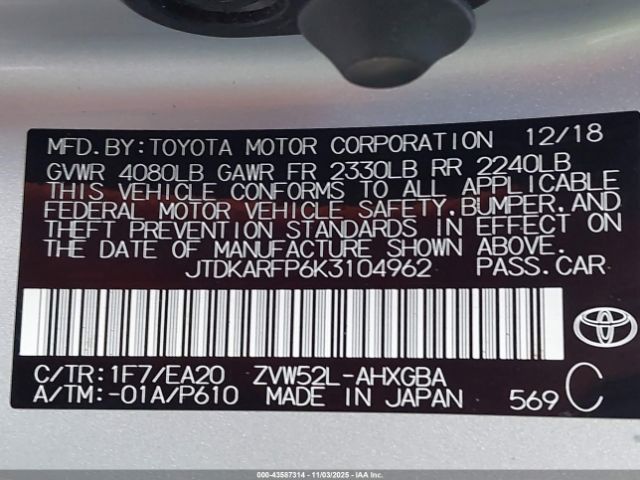 MFD.BY:TOYOTA MOTOR CORPORATION 12/18
GVWR 4080LB GAWR FR 2330LB RR 2240LB
THIS VEHICLE CONFORMS TO ALL APPLICABLE
FEDERAL MOTOR VEHICLE SAFETY,BUMPER,AND
THEFT PREVENTION STANDARDS IN EFFECT ON
THE DATE OF MANUFACTURE SHOWN ABOVE.
JTDKARFP6K3104962 PASS.CAR
C/TR:1F7/EA20 ZVW52L-AHXGBA
A/TM:-01A/P610 MADE IN JAPAN 569 C
000-43587314 - 11/03/2025 - IAA Inc.